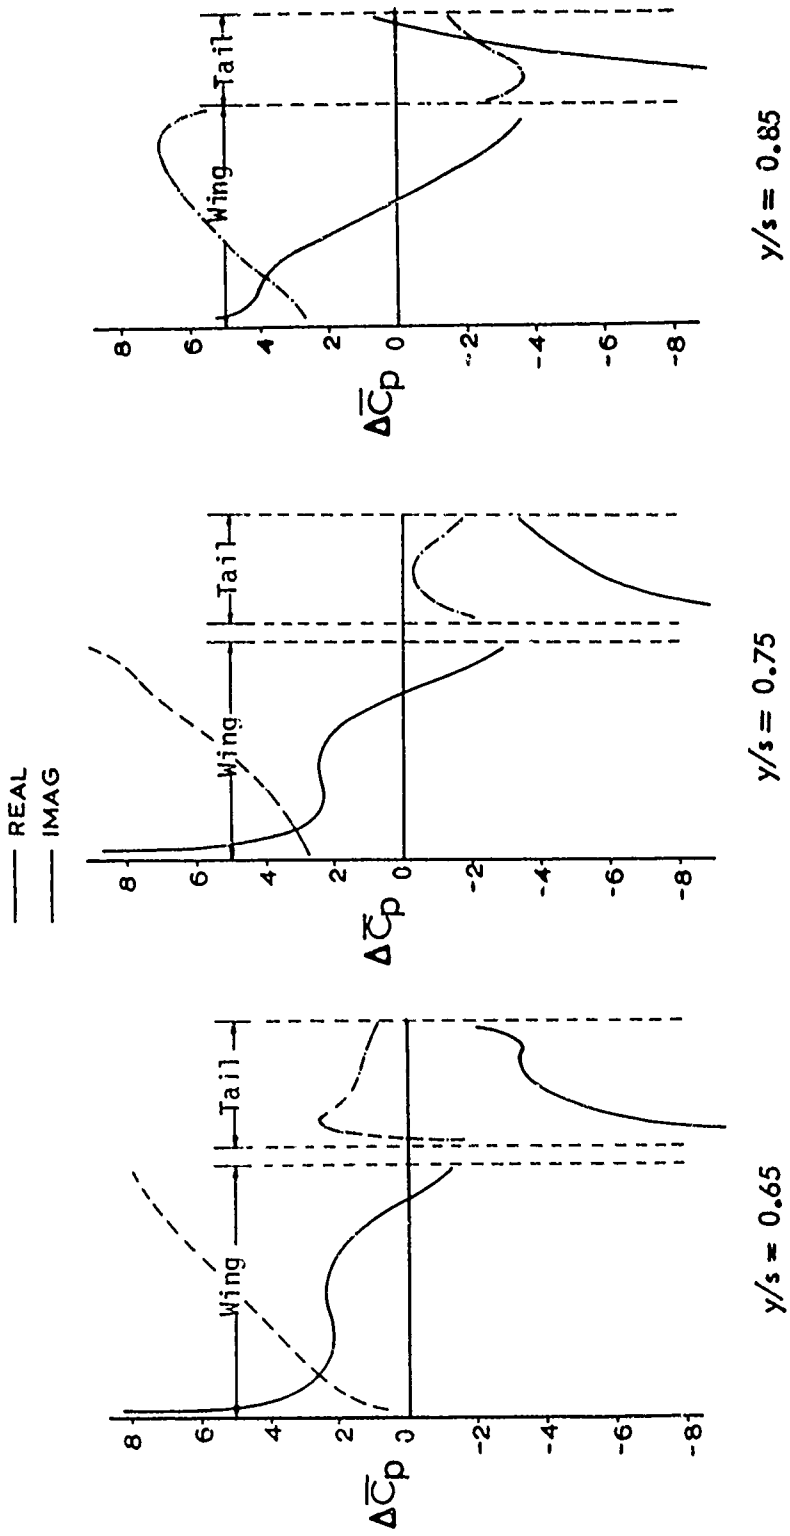 REAL
IMAG
8
6
4
2
0
-2
-4
-6
-8
ΔC̅p
Wing
Tail
y/s = 0.65
8
6
4
2
0
-2
-4
-6
-8
ΔC̅p
Wing
Tail
y/s = 0.75
8
6
4
2
0
-2
-4
-6
-8
ΔC̅p
Wing
Tail
y/s = 0.85